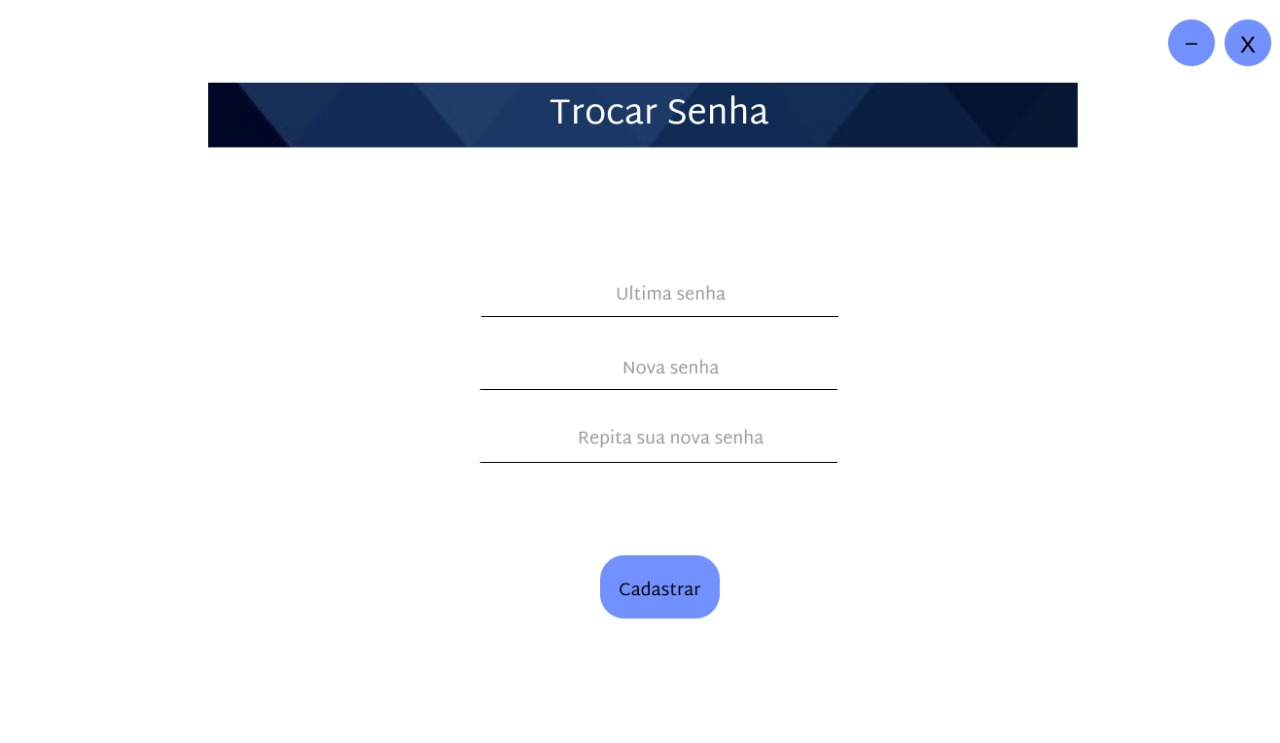 – X
Trocar Senha
Ultima senha
Nova senha
Repita sua nova senha
Cadastrar